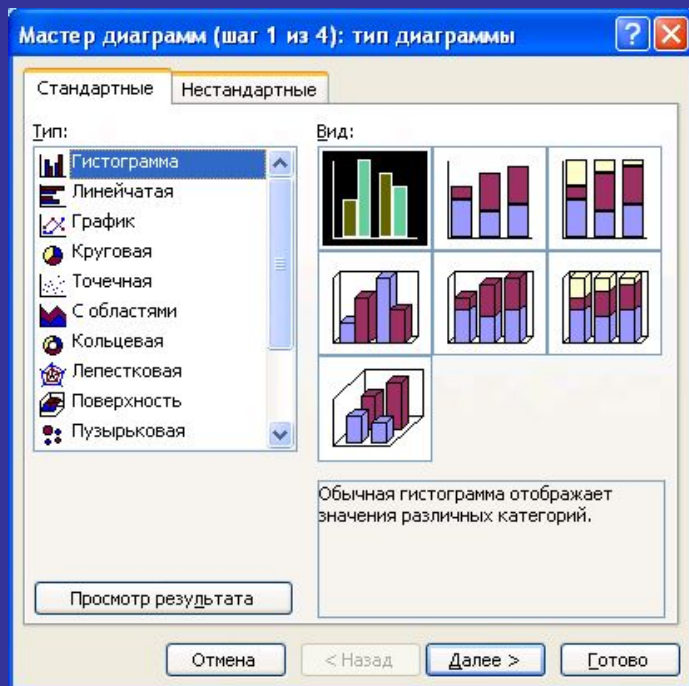 Мастер диаграмм (шаг 1 из 4): тип диаграммы
Стандартные
Нестандартные
Тип:
Гистограмма
Линейчатая
График
Круговая
Точечная
С областями
Кольцевая
Лепестковая
Поверхность
Пузырьковая
Вид:
Обычная гистограмма отображает
значения различных категорий.
Просмотр результата
Отмена
< Назад
Далее >
Готово